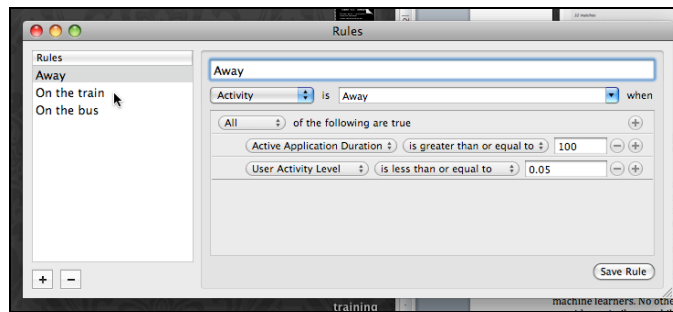 12 matches
Rules
Rules
Away
On the train
On the bus
Away
Activity is Away when
All of the following are true
Active Application Duration is greater than or equal to 100
User Activity Level is less than or equal to 0.05
Save Rule
+ −
training
machine learners. No othe